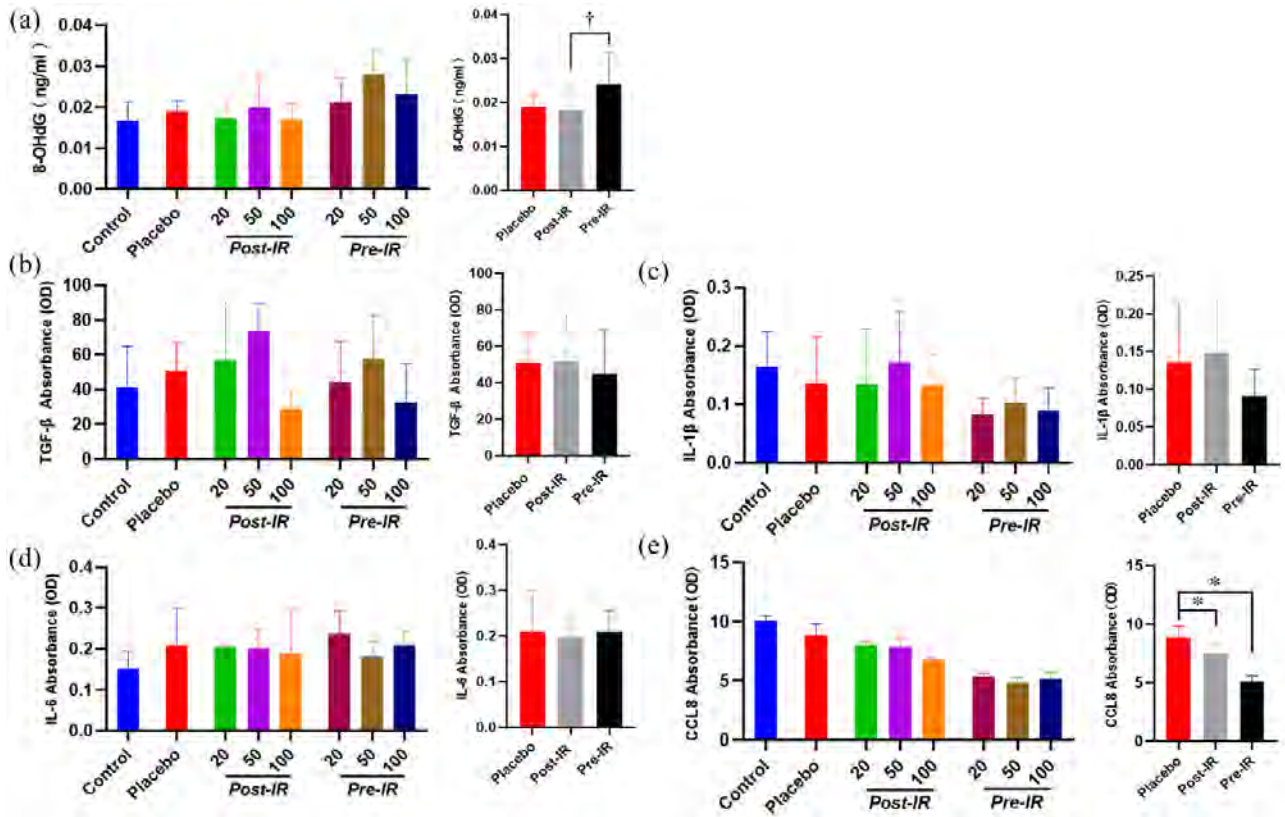 (a)
8-OHdG ( ng/ml )
0.04
0.03
0.02
0.01
0.00
Control
Placebo
20
50
100
Post-IR
20
50
100
Pre-IR
8-OHdG ( ng/ml )
0.04
0.03
0.02
0.01
0.00
†
Placebo
Post-IR
Pre-IR
(b)
TGF-β Absorbance (OD)
100
80
60
40
20
0
Control
Placebo
20
50
100
Post-IR
20
50
100
Pre-IR
TGF-β Absorbance (OD)
100
80
60
40
20
0
Placebo
Post-IR
Pre-IR
(c)
IL-1β Absorbance (OD)
0.3
0.2
0.1
0.0
Control
Placebo
20
50
100
Post-IR
20
50
100
Pre-IR
IL-1β Absorbance (OD)
0.25
0.20
0.15
0.10
0.05
0.00
Placebo
Post-IR
Pre-IR
(d)
IL-6 Absorbance (OD)
0.4
0.3
0.2
0.1
0.0
Control
Placebo
20
50
100
Post-IR
20
50
100
Pre-IR
IL-6 Absorbance (OD)
0.4
0.3
0.2
0.1
0.0
Placebo
Post-IR
Pre-IR
(e)
CCL8 Absorbance (OD)
15
10
5
0
Control
Placebo
20
50
100
Post-IR
20
50
100
Pre-IR
CCL8 Absorbance (OD)
15
10
5
0
*
*
Placebo
Post-IR
Pre-IR